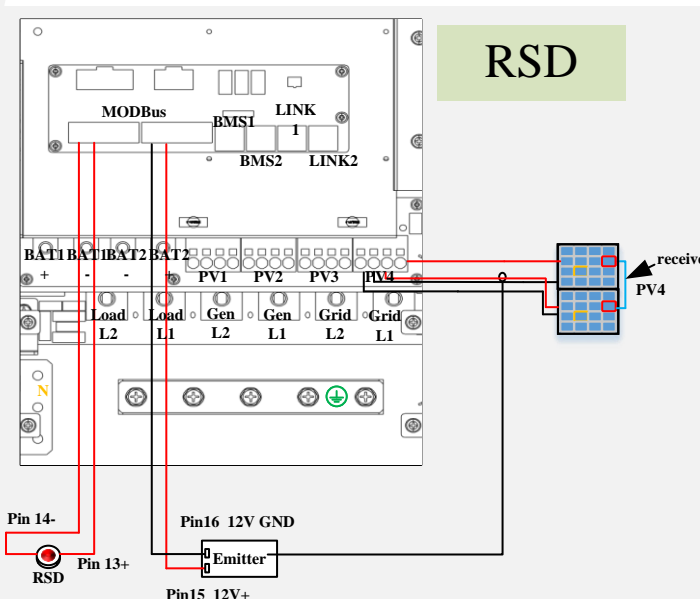 RSD
MODBus
LINK
1
BMS1
BMS2
LINK2
BAT1 BAT1 BAT2 BAT2
+ - - +
PV1 PV2 PV3 PV4
receive
PV4
Load
L2
Load
L1
Gen
L2
Gen
L1
Grid
L2
Grid
L1
N
Pin 14-
Pin 13+
RSD
Pin16 12V GND
Emitter
Pin15 12V+